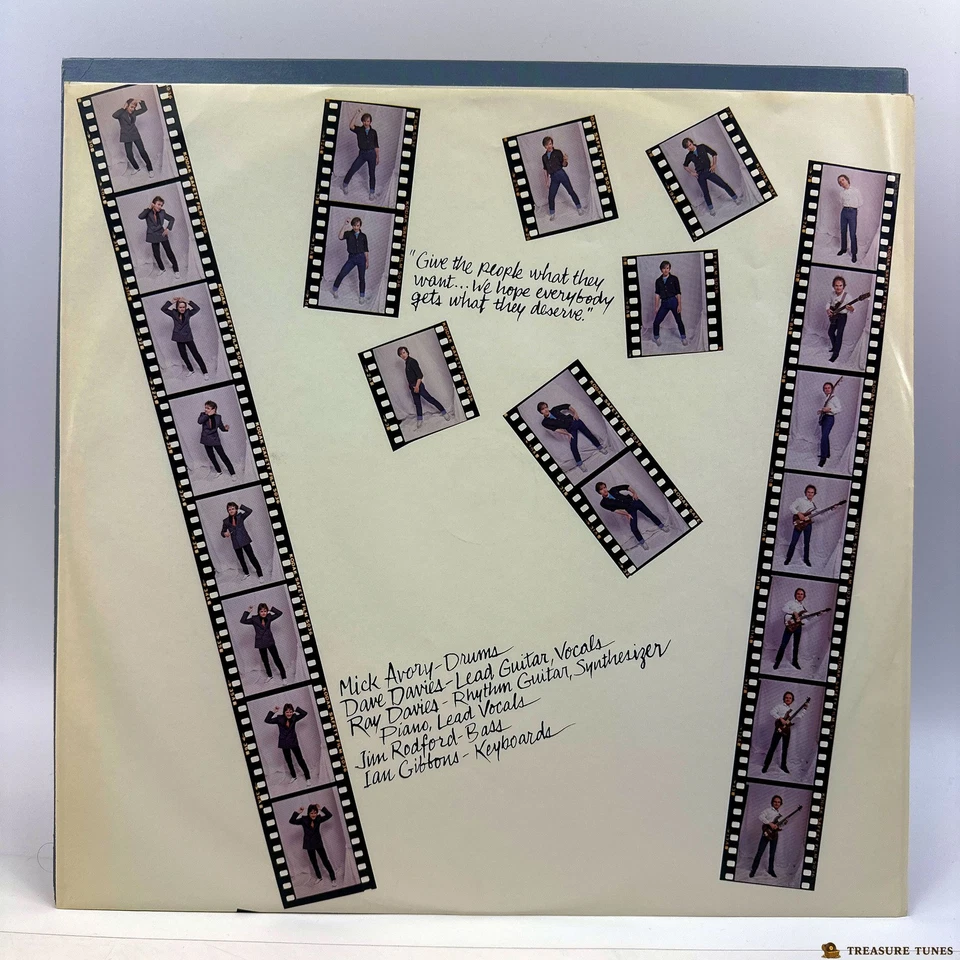 "Give the people what they
want...We hope everybody
gets what they deserve."
Mick Avory-Drums
Dave Davies-Lead Guitar, Vocals
Ray Davies-Rhythm Guitar, Synthesizer
Piano, Lead Vocals
Jim Rodford-Bass
Ian Gibbons-Keyboards
TREASURE TUNES